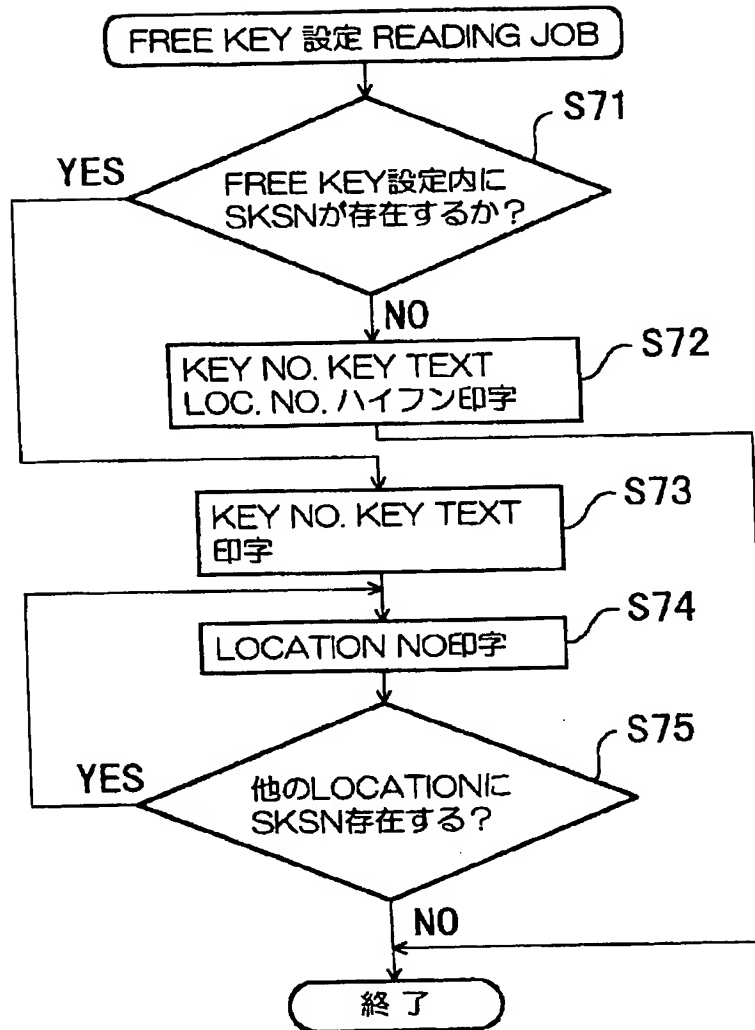 FREE KEY 設定 READING JOB
S71
YES
FREE KEY設定内に
SKSNが存在するか？
NO
S72
KEY NO. KEY TEXT
LOC. NO. ハイフン印字
S73
KEY NO. KEY TEXT
印字
S74
LOCATION NO印字
S75
YES
他のLOCATIONに
SKSN存在する？
NO
終了